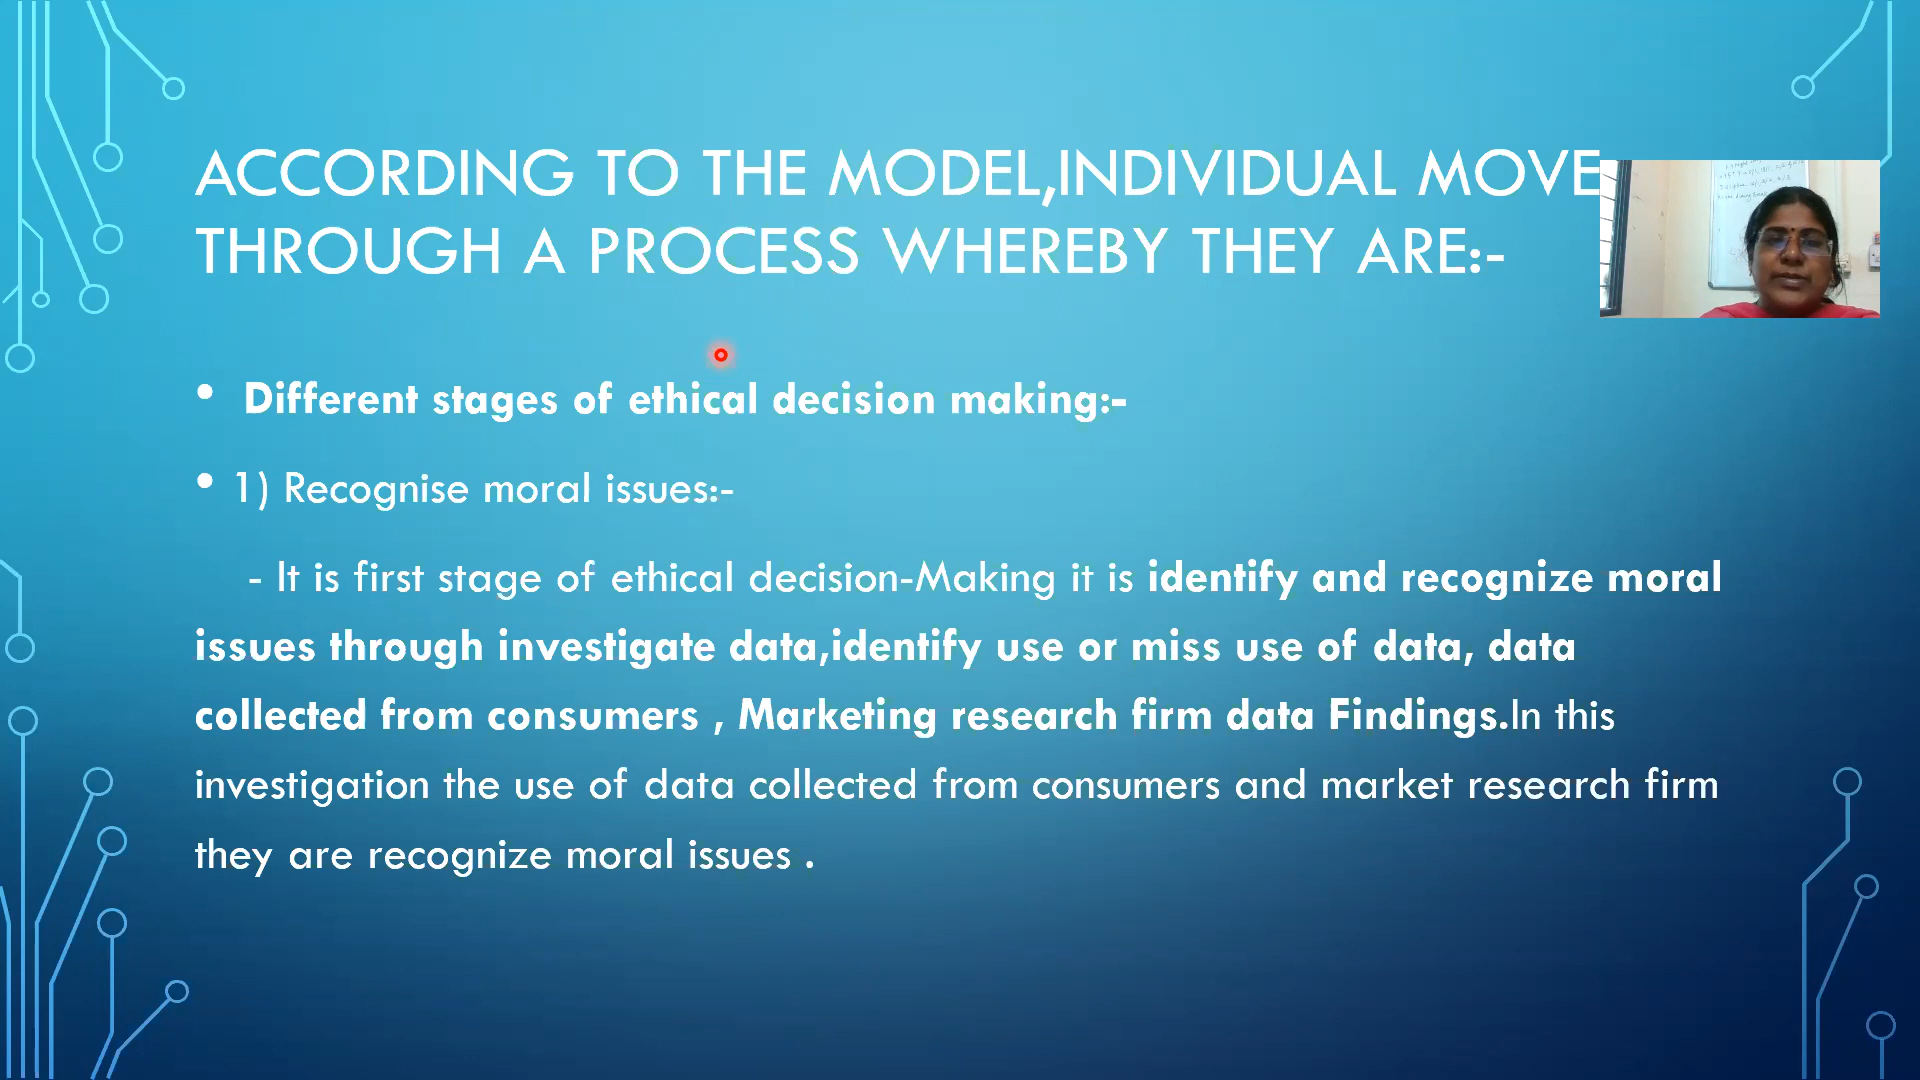 ACCORDING TO THE MODEL,INDIVIDUAL MOVE
THROUGH A PROCESS WHEREBY THEY ARE:-
• Different stages of ethical decision making:-
• 1) Recognise moral issues:-
- It is first stage of ethical decision-Making it is identify and recognize moral
issues through investigate data,identify use or miss use of data, data
collected from consumers , Marketing research firm data Findings.In this
investigation the use of data collected from consumers and market research firm
they are recognize moral issues .